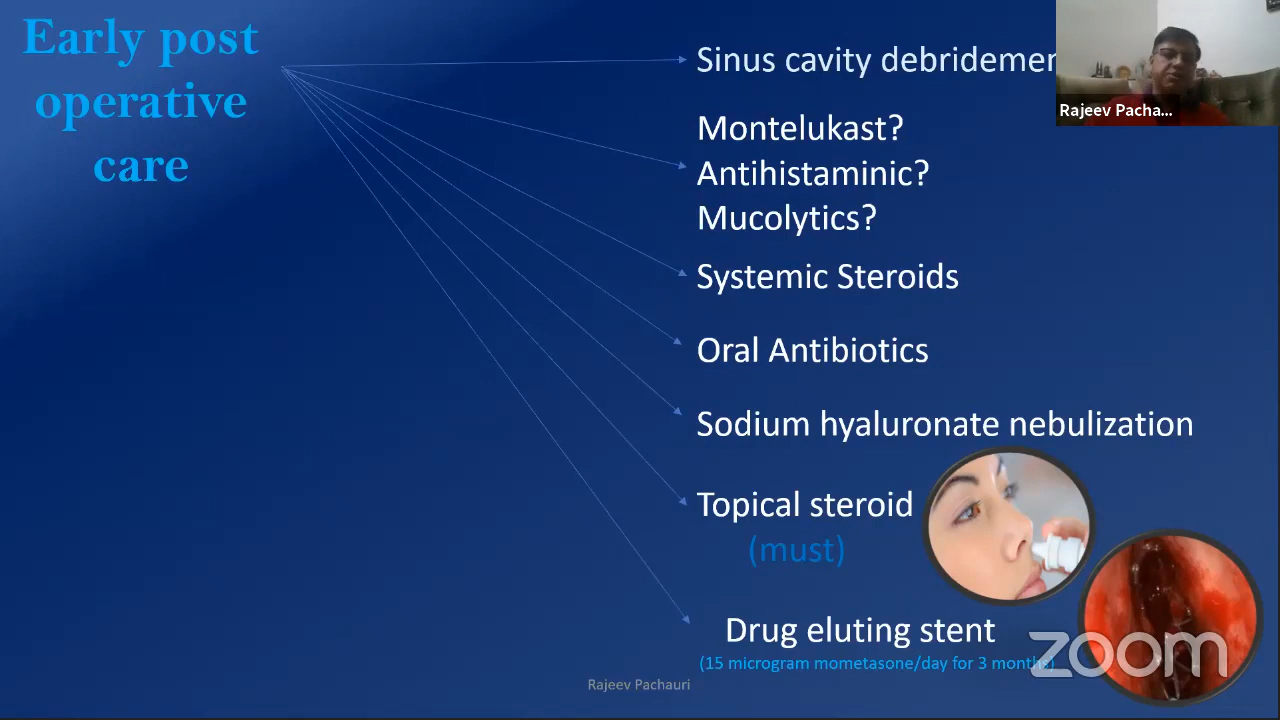 Early post
operative
care
Sinus cavity debridemen
Rajeev Pacha...
Montelukast?
Antihistaminic?
Mucolytics?
Systemic Steroids
Oral Antibiotics
Sodium hyaluronate nebulization
Topical steroid
(must)
Drug eluting stent
(15 microgram mometasone/day for 3 months)
zoom
Rajeev Pachauri